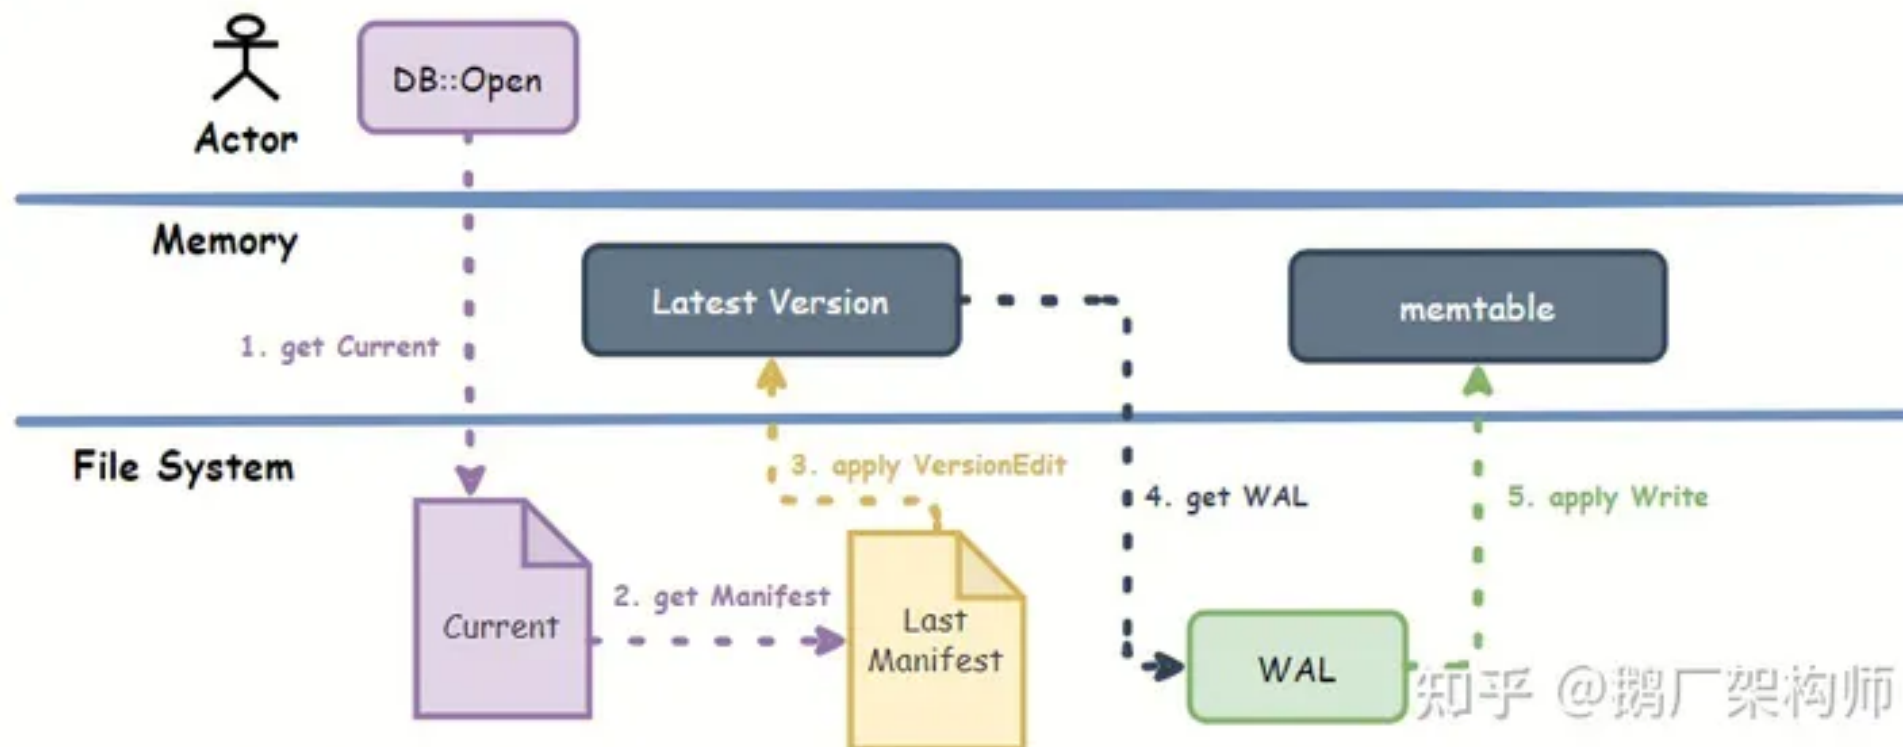 DB::Open
Actor
Memory
Latest Version
memtable
1. get Current
File System
3. apply VersionEdit
4. get WAL
5. apply Write
2. get Manifest
Current
Last
Manifest
WAL
知乎 @鹅厂架构师